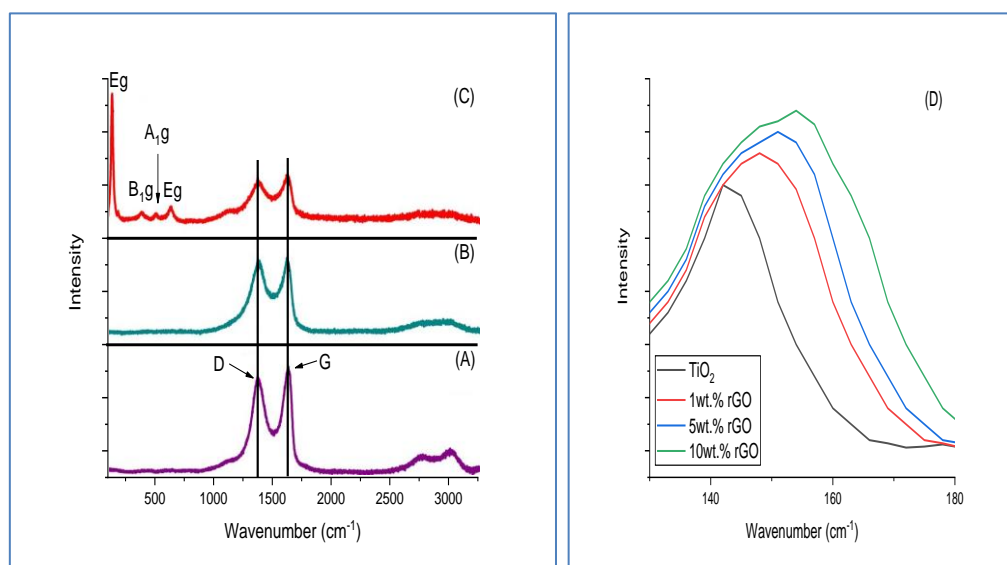 Eg
(C)
A₁g
B₁g
Eg
(B)
(A)
D
G
Intensity
500
1000
1500
2000
2500
3000
Wavenumber (cm⁻¹)
(D)
Intensity
TiO₂
1wt.% rGO
5wt.% rGO
10wt.% rGO
140
160
180
Wavenumber (cm⁻¹)